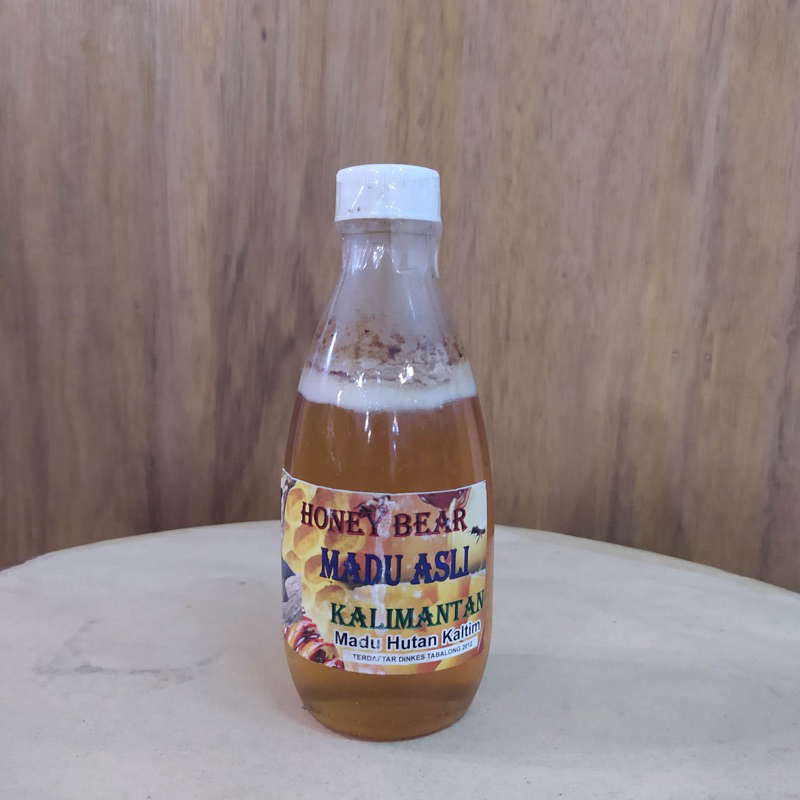 HONEY BEAR
MADU ASLI
KALIMANTAN
Madu Hutan Kaltim
TERDAFTAR DINKES TABALONG 2012